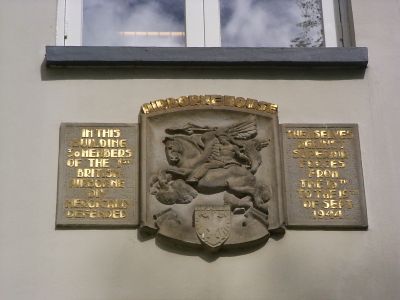 AIRBORNE HOUSE
IN THIS
BUILDING
30 MEMBERS
OF THE 1ST
BRITISH
AIRBORNE
DIV
HEROICALLY
DEFENDED
THEMSELVES
AGAINST
SUPERIOR
FORCES
FROM
THE 17TH
TO THE 19TH
OF SEPT
1944